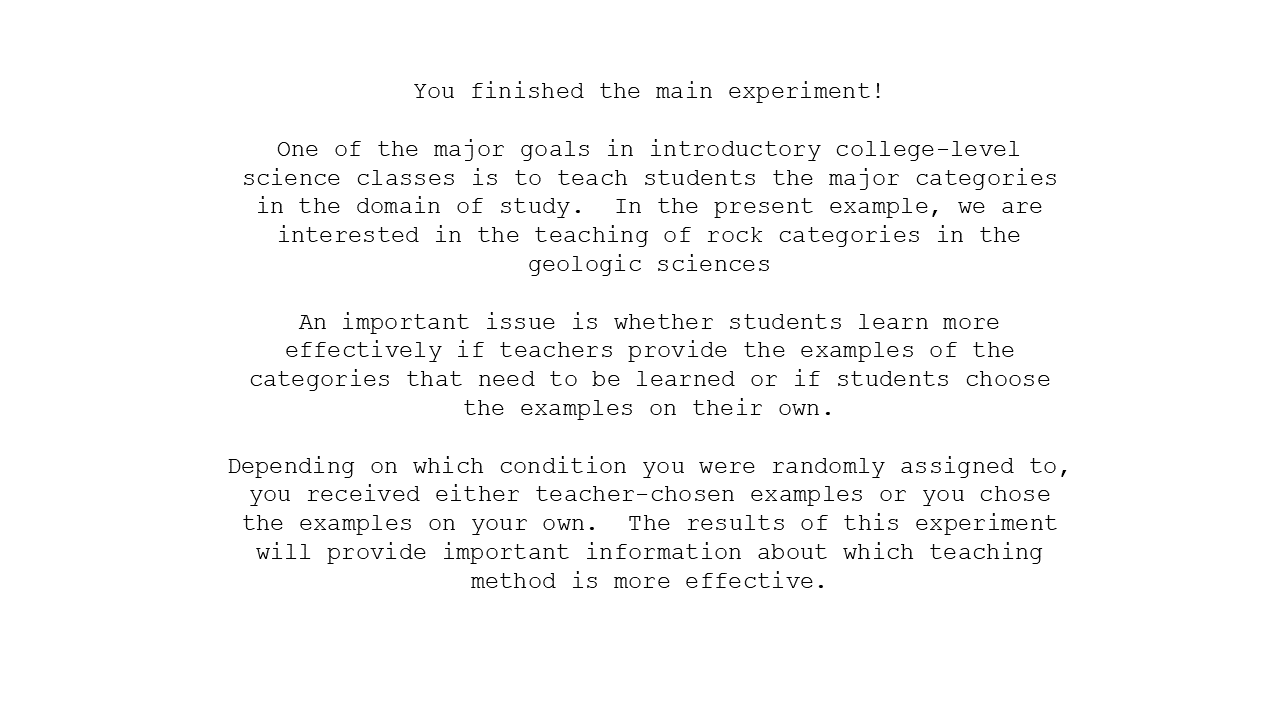 You finished the main experiment!
One of the major goals in introductory college-level
science classes is to teach students the major categories
in the domain of study.  In the present example, we are
interested in the teaching of rock categories in the
geologic sciences
An important issue is whether students learn more
effectively if teachers provide the examples of the
categories that need to be learned or if students choose
the examples on their own.
Depending on which condition you were randomly assigned to,
you received either teacher-chosen examples or you chose
the examples on your own.  The results of this experiment
will provide important information about which teaching
method is more effective.